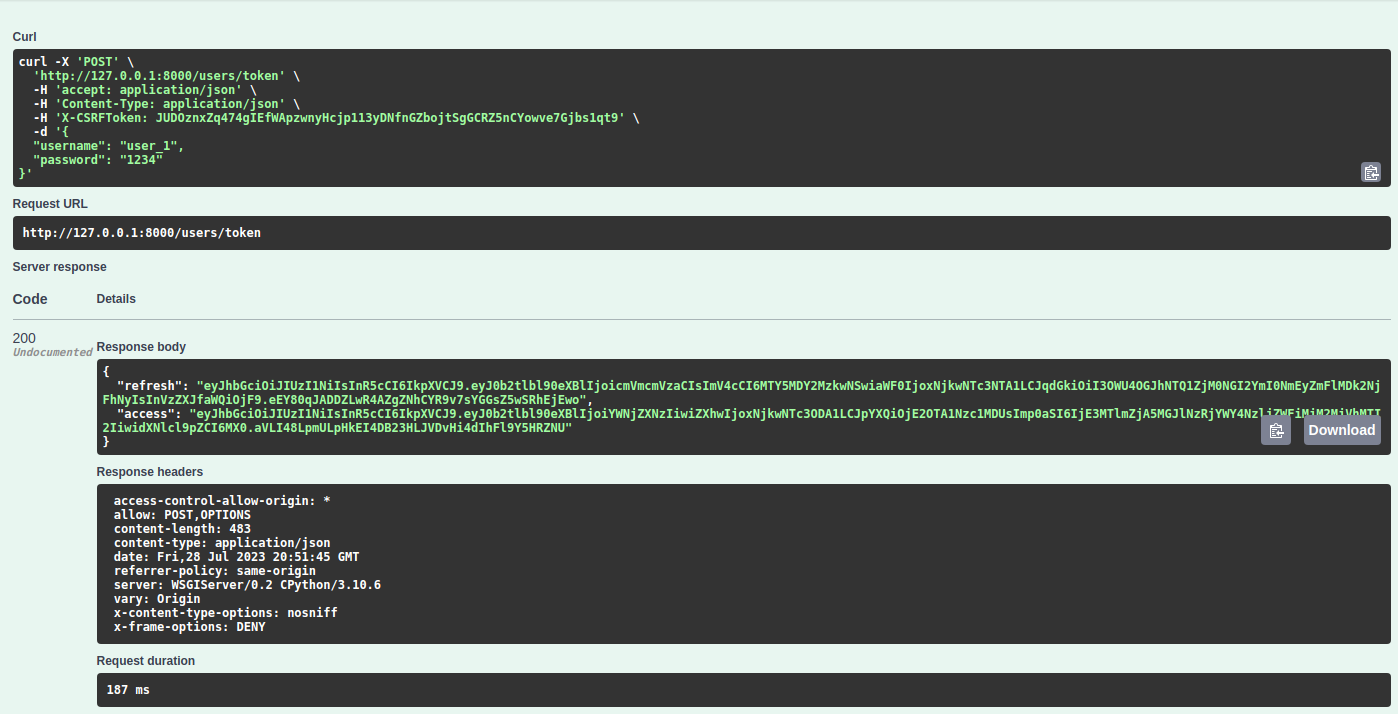 Curl
curl -X 'POST' \
'http://127.0.0.1:8000/users/token' \
-H 'accept: application/json' \
-H 'Content-Type: application/json' \
-H 'X-CSRFToken: JUDOznxZq474gIEfWApzwnyHcjp113yDNfnGZbojtSgGCRZ5nCYowve7Gjbs1qt9' \
-d '{
"username": "user_1",
"password": "1234"
}'
Request URL
http://127.0.0.1:8000/users/token
Server response
Code Details
200
Undocumented
Response body
{
"refresh": "eyJhbGciOiJIUzI1NiIsInR5cCI6IkpXVCJ9.eyJ0b2tlbl90eXBlIjoicmVmcmVzaCIsImV4cCI6MTY5MDY2MzkwNSwiaWF0IjoxNjkwNTc3NTA1LCJqdGkiOiI3OWU4OGJhNTQ1ZjM0NGI2YmI0NmEyZmFlMDk2Nj
FhNyIsInVzZXJfaWQiOjF9.eEY80qJADDZLwR4AZgZNhCYR9v7sYGGsZ5wSRhEjEwo",
"access":
2IiwidXNlcl9pZCI6MX0.aVLI48LpmULpHkEI4DB23HLJVDvHi4dIhFl9Y5HRZNU"
}
Download
Response headers
access-control-allow-origin: *
allow: POST,OPTIONS
content-length: 483
content-type: application/json
date: Fri,28 Jul 2023 20:51:45 GMT
referrer-policy: same-origin
server: WSGIServer/0.2 CPython/3.10.6
vary: Origin
x-content-type-options: nosniff
x-frame-options: DENY
Request duration
187 ms